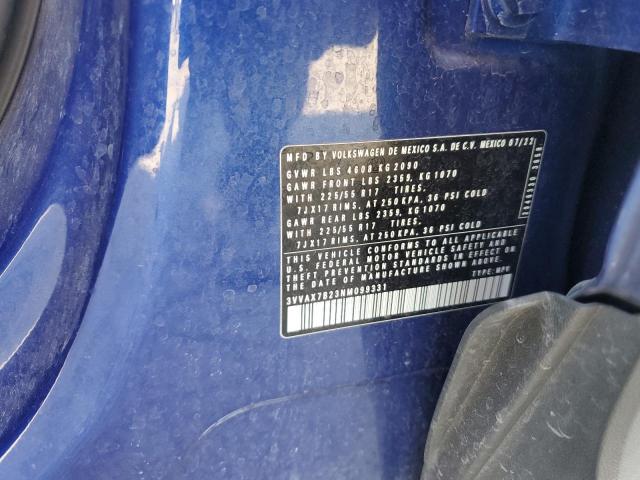 MFD BY VOLKSWAGEN DE MEXICO S.A. DE C.V. MEXICO 07/22
GVWR LBS 4608 KG 2090
GAWR FRONT LBS 2359, KG 1070
WITH 225/55 R17 TIRES.
7JX17 RIMS. AT 250 KPA, 36 PSI COLD
GAWR REAR LBS 2359, KG 1070
WITH 225/55 R17 TIRES.
7JX17 RIMS. AT 250 KPA, 36 PSI COLD
THIS VEHICLE CONFORMS TO ALL APPLICABLE
U.S. FEDERAL MOTOR VEHICLE SAFETY AND
THEFT PREVENTION STANDARDS IN EFFECT ON
THE DATE OF MANUFACTURE SHOWN ABOVE.
3VVAX7B23NM099331 TYPE: MPV